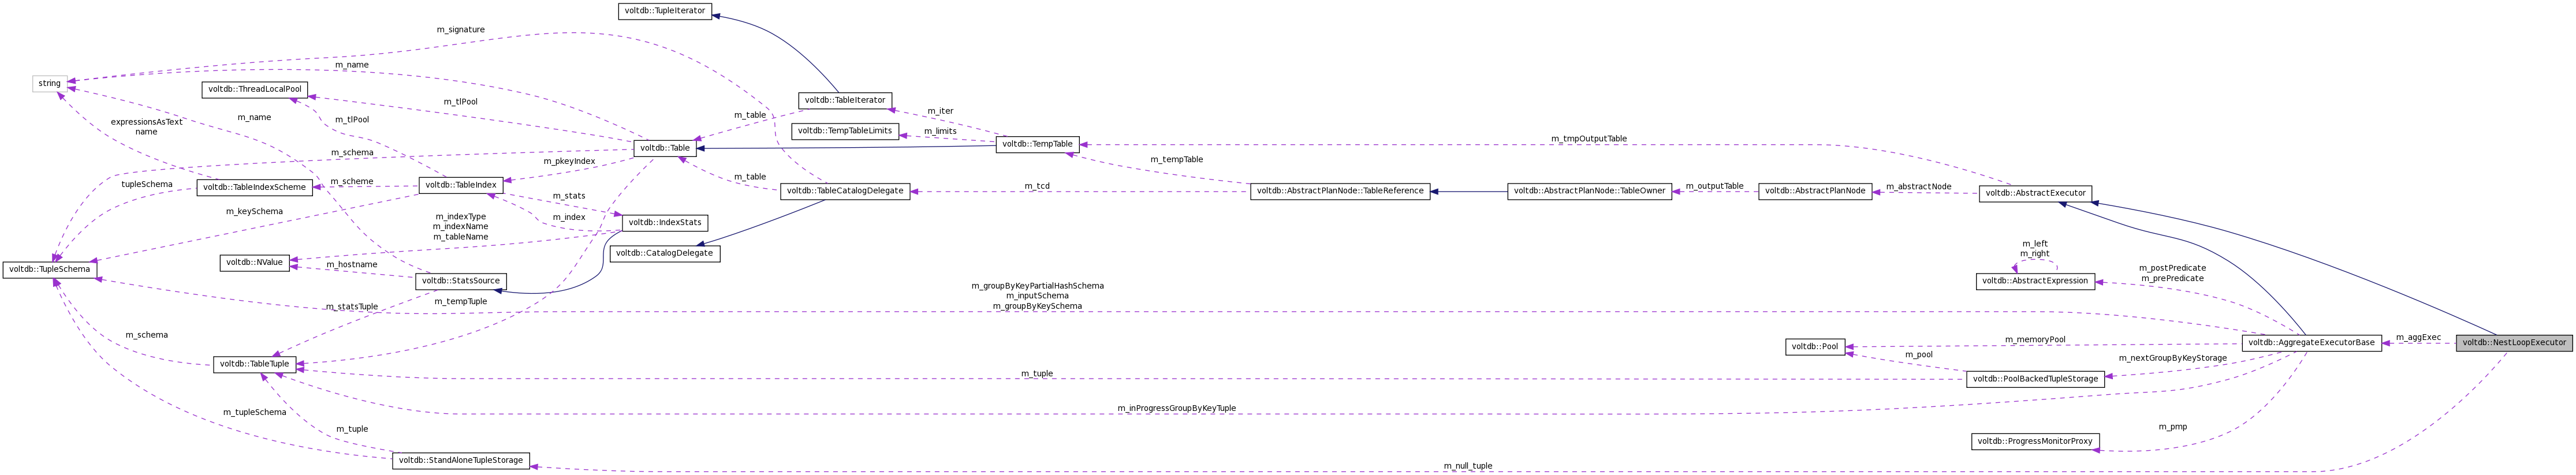 voltdb::TupleIterator
m_signature
m_name
string
voltdb::ThreadLocalPool
m_tlPool
voltdb::TableIterator
m_iter
m_table
expressionsAsText
name
m_tlPool
m_name
voltdb::TempTableLimits
m_limits
voltdb::TempTable
m_tmpOutputTable
voltdb::Table
m_schema
m_pkeyIndex
m_tempTable
m_table
tupleSchema
voltdb::TableIndexScheme
m_scheme
voltdb::TableIndex
m_stats
voltdb::TableCatalogDelegate
m_tcd
voltdb::AbstractPlanNode::TableReference
voltdb::AbstractPlanNode::TableOwner
m_outputTable
voltdb::AbstractPlanNode
m_abstractNode
voltdb::AbstractExecutor
m_keySchema
m_indexType
m_indexName
m_tableName
m_index
voltdb::IndexStats
voltdb::CatalogDelegate
voltdb::TupleSchema
voltdb::NValue
m_hostname
voltdb::StatsSource
m_left
m_right
voltdb::AbstractExpression
m_postPredicate
m_prePredicate
m_statsTuple
m_tempTuple
m_groupByKeyPartialHashSchema
m_inputSchema
m_groupByKeySchema
m_schema
voltdb::TableTuple
voltdb::Pool
m_memoryPool
m_pool
voltdb::AggregateExecutorBase
m_aggExec
voltdb::NestLoopExecutor
m_nextGroupByKeyStorage
m_tuple
voltdb::PoolBackedTupleStorage
m_tupleSchema
m_inProgressGroupByKeyTuple
m_tuple
m_pmp
voltdb::ProgressMonitorProxy
voltdb::StandAloneTupleStorage
m_null_tuple